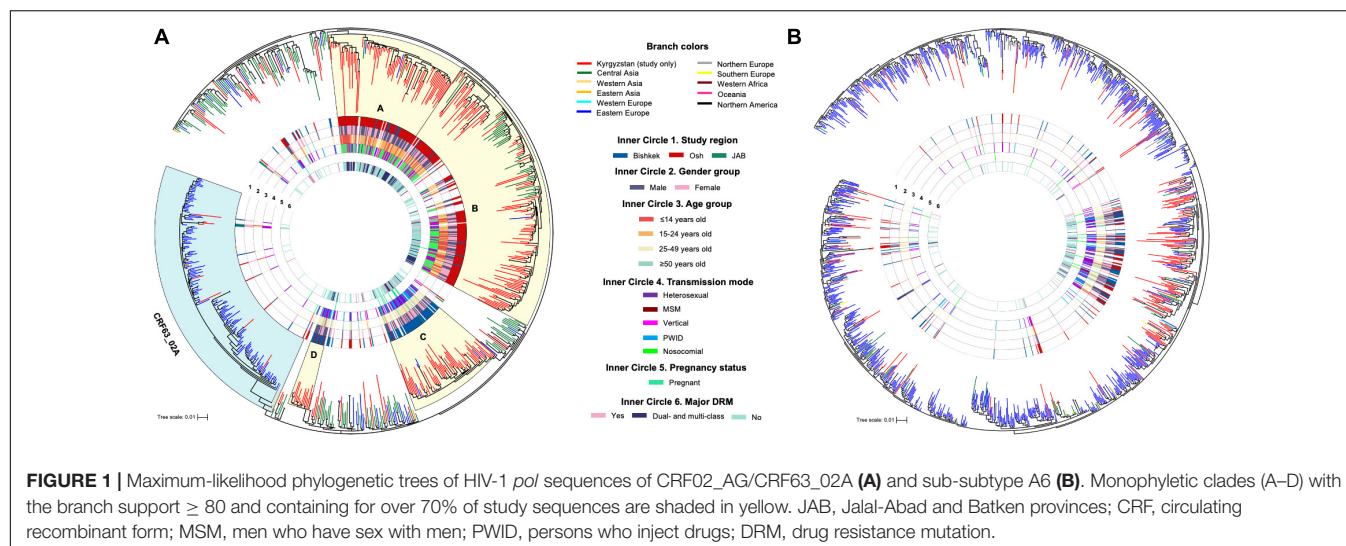 A
B
Branch colors
Kyrgyzstan (study only)
Central Asia
Western Asia
Eastern Asia
Western Europe
Eastern Europe
Northern Europe
Southern Europe
Western Africa
Oceania
Northern America
Inner Circle 1. Study region
Bishkek Osh JAB
Inner Circle 2. Gender group
Male Female
Inner Circle 3. Age group
≤14 years old
15-24 years old
25-49 years old
≥50 years old
Inner Circle 4. Transmission mode
Heterosexual
MSM
Vertical
PWID
Nosocomial
Inner Circle 5. Pregnancy status
Pregnant
Inner Circle 6. Major DRM
Yes Dual- and multi-class No
A
B
C
D
1 2 3 4 5 6
CRF63_02A
Tree scale: 0.01
1 2 3 4 5 6
Tree scale: 0.01
FIGURE 1 | Maximum-likelihood phylogenetic trees of HIV-1 pol sequences of CRF02_AG/CRF63_02A (A) and sub-subtype A6 (B). Monophyletic clades (A–D) with
the branch support ≥ 80 and containing for over 70% of study sequences are shaded in yellow. JAB, Jalal-Abad and Batken provinces; CRF, circulating
recombinant form; MSM, men who have sex with men; PWID, persons who inject drugs; DRM, drug resistance mutation.